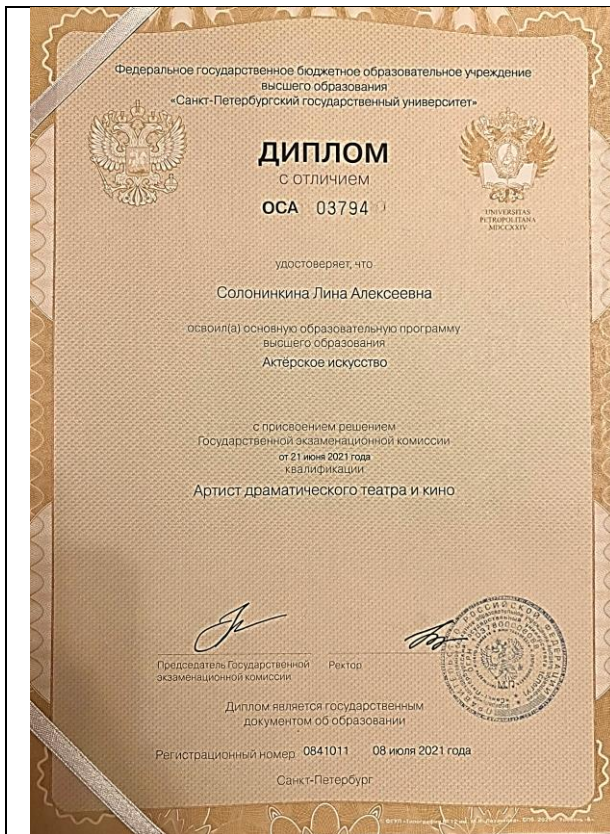 Федеральное государственное бюджетное образовательное учреждение
высшего образования
«Санкт-Петербургский государственный университет»
ДИПЛОМ
с отличием
ОСА 03794
UNIVERSITAS
PETROPOLITANA
MDCCXXIV
удостоверяет, что
Солонинкина Лина Алексеевна
освоил(а) основную образовательную программу
высшего образования
Актёрское искусство
с присвоением решением
Государственной экзаменационной комиссии
от 21 июня 2021 года
квалификации
Артист драматического театра и кино
Председатель Государственной
экзаменационной комиссии
Ректор
Диплом является государственным
документом об образовании
Регистрационный номер 0841011 08 июля 2021 года
Санкт-Петербург